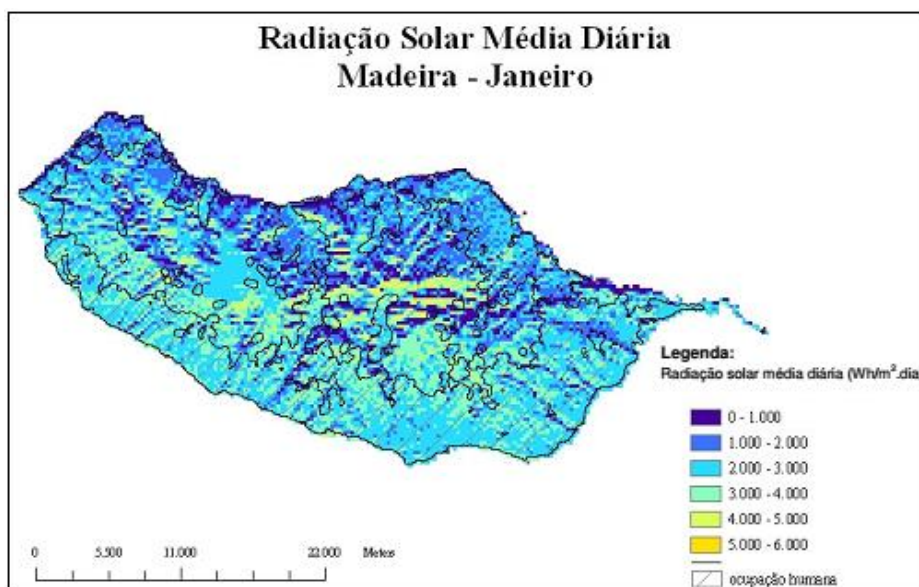 Radiação Solar Média Diária
Madeira - Janeiro
Legenda:
Radiação solar média diária (Wh/m².dia
0 - 1.000
1.000 - 2.000
2.000 - 3.000
3.000 - 4.000
4.000 - 5.000
5.000 - 6.000
ocupação humana
0 5.500 11.000 22.000 Metros